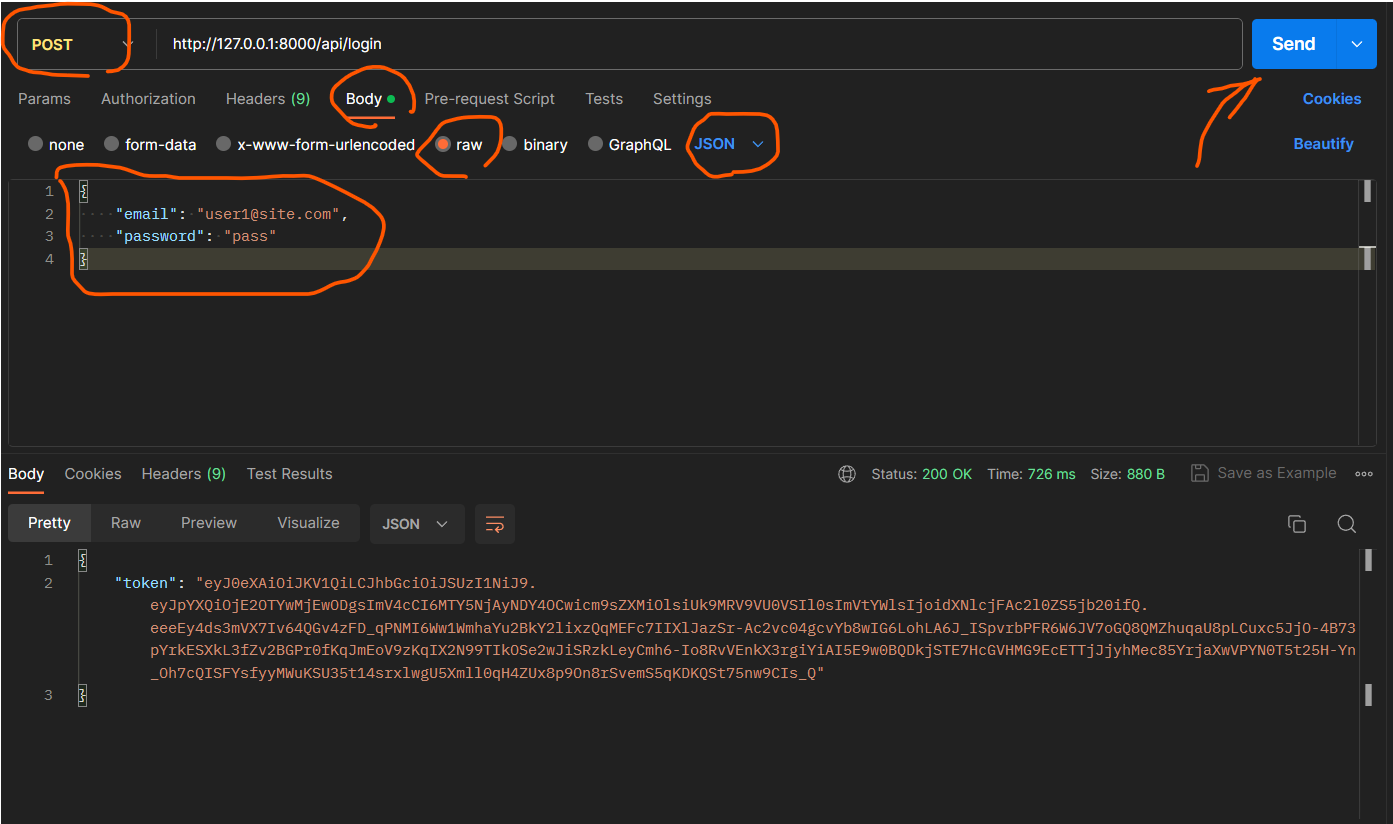 POST http://127.0.0.1:8000/api/login Send
Params Authorization Headers (9) Body Pre-request Script Tests Settings Cookies
none form-data x-www-form-urlencoded raw binary GraphQL JSON Beautify
1 {
2 "email": "user1@site.com",
3 "password": "pass"
4 }
Body Cookies Headers (9) Test Results Status: 200 OK Time: 726 ms Size: 880 B Save as Example
Pretty Raw Preview Visualize JSON
1 {
2 "token": "eyJ0eXAiOiJKV1QiLCJhbGciOiJSUzI1NiJ9.
eyJpYXQiOjE2OTYwMjEwODgsImV4cCI6MTY5NjAyNDY4OCwicm9sZXMiOlsiUk9MRV9VU0VSIl0sImVtYWlsIjoidXNlcjFAc2l0ZS5jb20ifQ.
eeeEy4ds3mVX7Iv64QGv4zFD_qPNMI6Ww1WmhaYu2BkY2lixzQqMEFc7IIXlJazSr-Ac2vc04gcvYb8wIG6LohLA6J_ISpvrbPFR6W6JV7oGQ8QMZhuqaU8pLCuxc5JjO-4B73
pYrkESXkL3fZv2BGPr0fKqJmEoV9zKqIX2N99TIkOSe2wJiSRzkLeyCmh6-Io8RvVEnkX3rgiYiAI5E9w0BQDkjSTE7HcGVHMG9EcETTjJjyhMec85YrjaXwVPYN0T5t25H-Yn
_Oh7cQISFYsfyyMWuKSU35t14srxlwgU5Xmll0qH4ZUx8p9On8rSvemS5qKDKQSt75nw9CIs_Q"
3 }